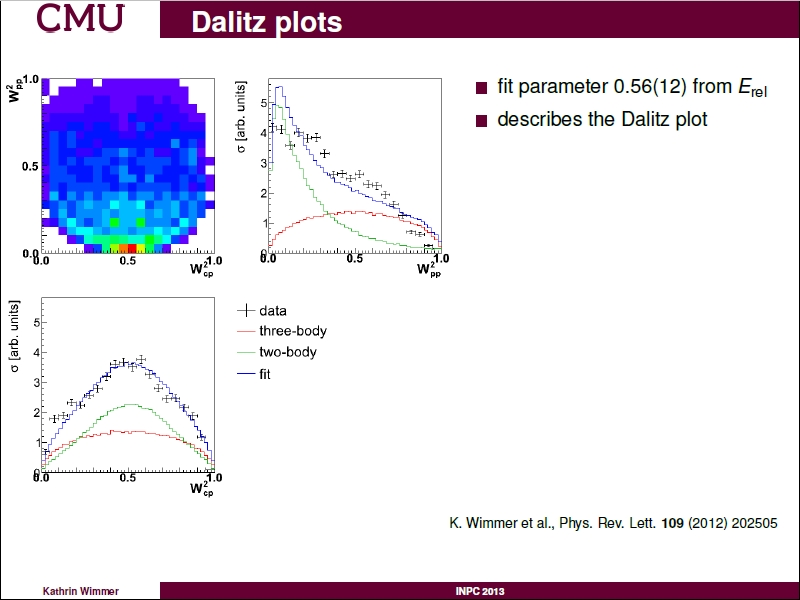 CMU
Dalitz plots
W²pp
1.0
0.5
0.0
0.0
0.5
1.0
W²cp
σ [arb. units]
5
4
3
2
1
0
0.0
0.5
1.0
W²pp
fit parameter 0.56(12) from E_rel
describes the Dalitz plot
σ [arb. units]
5
4
3
2
1
0
0.0
0.5
1.0
W²cp
data
three-body
two-body
fit
K. Wimmer et al., Phys. Rev. Lett. 109 (2012) 202505
Kathrin Wimmer
INPC 2013